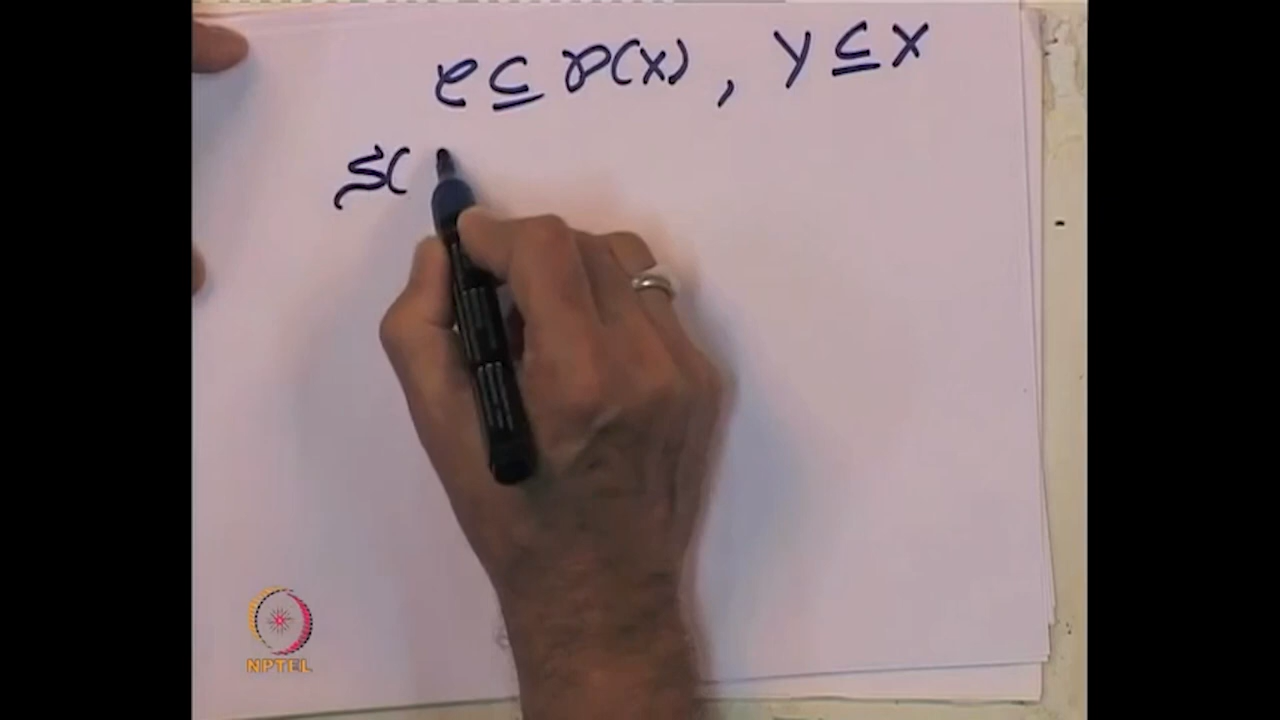 𝒞 ⊆ 𝒫(X), Y ⊆ X
S(
NPTEL